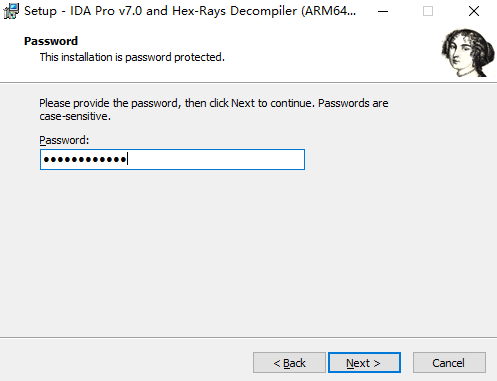 Setup - IDA Pro v7.0 and Hex-Rays Decompiler (ARM64...
Password
This installation is password protected.
Please provide the password, then click Next to continue. Passwords are
case-sensitive.
Password:
●●●●●●●●●●●●
< Back
Next >
Cancel